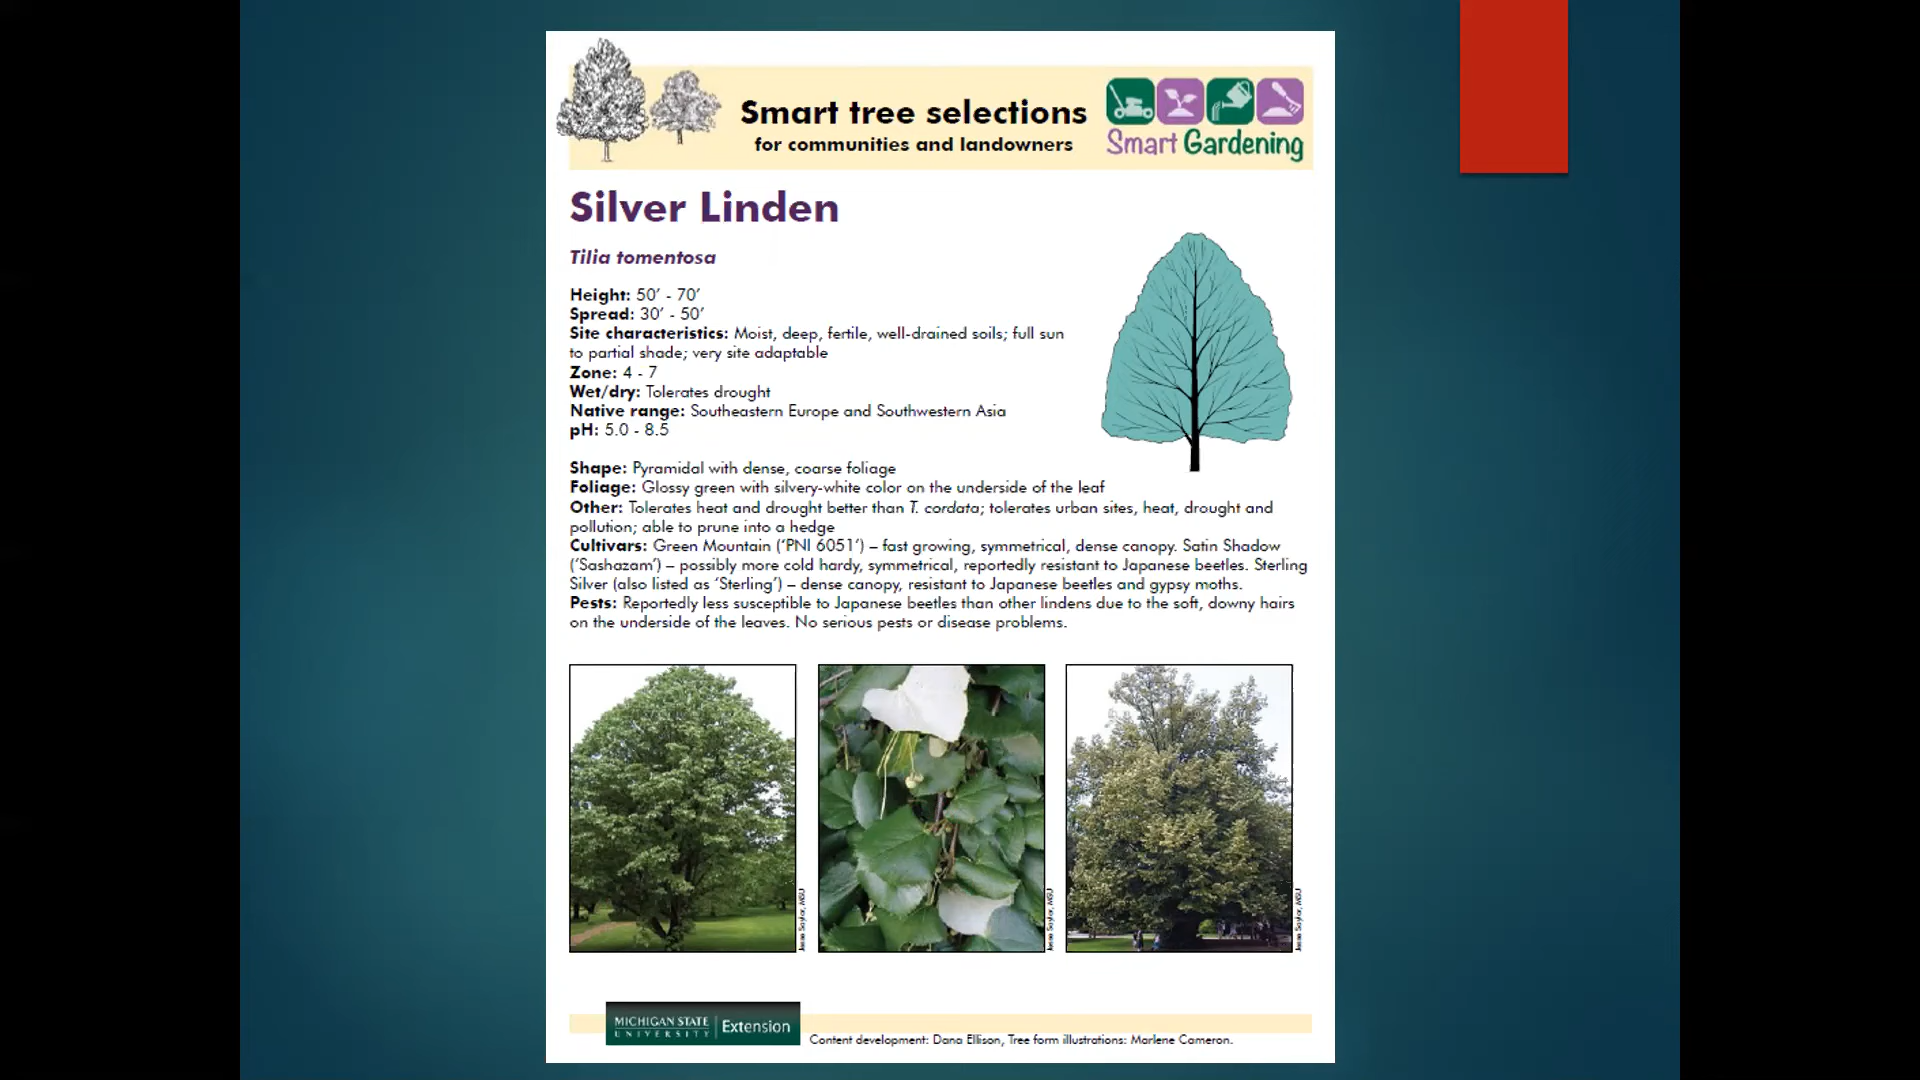 Smart tree selections
for communities and landowners
Smart Gardening
Silver Linden
Tilia tomentosa
Height: 50’ - 70’
Spread: 30’ - 50’
Site characteristics: Moist, deep, fertile, well-drained soils; full sun
to partial shade; very site adaptable
Zone: 4 - 7
Wet/dry: Tolerates drought
Native range: Southeastern Europe and Southwestern Asia
pH: 5.0 - 8.5
Shape: Pyramidal with dense, coarse foliage
Foliage: Glossy green with silvery-white color on the underside of the leaf
Other: Tolerates heat and drought better than T. cordata; tolerates urban sites, heat, drought and
pollution; able to prune into a hedge
Cultivars: Green Mountain (‘PNI 6051’) – fast growing, symmetrical, dense canopy. Satin Shadow
(‘Sashazam’) – possibly more cold hardy, symmetrical, reportedly resistant to Japanese beetles. Sterling
Silver (also listed as ‘Sterling’) – dense canopy, resistant to Japanese beetles and gypsy moths.
Pests: Reportedly less susceptible to Japanese beetles than other lindens due to the soft, downy hairs
on the underside of the leaves. No serious pests or disease problems.
MSU
MSU
MSU
MICHIGAN STATE
UNIVERSITY
Extension
Content development: Dana Ellison, Tree form illustrations: Marlene Cameron.